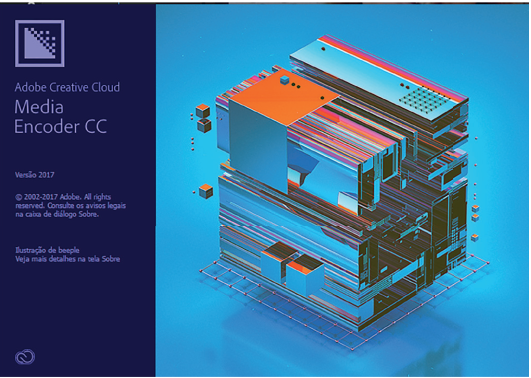 Adobe Creative Cloud
Media
Encoder CC
Versão 2017
© 2002-2017 Adobe. All rights
reserved. Consulte os avisos legais
na caixa de diálogo Sobre.
Ilustração de beeple
Veja mais detalhes na tela Sobre